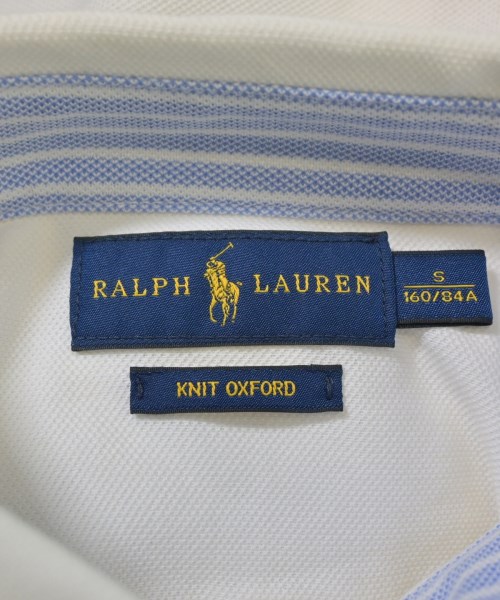 RALPH LAUREN
S
160/84A
KNIT OXFORD